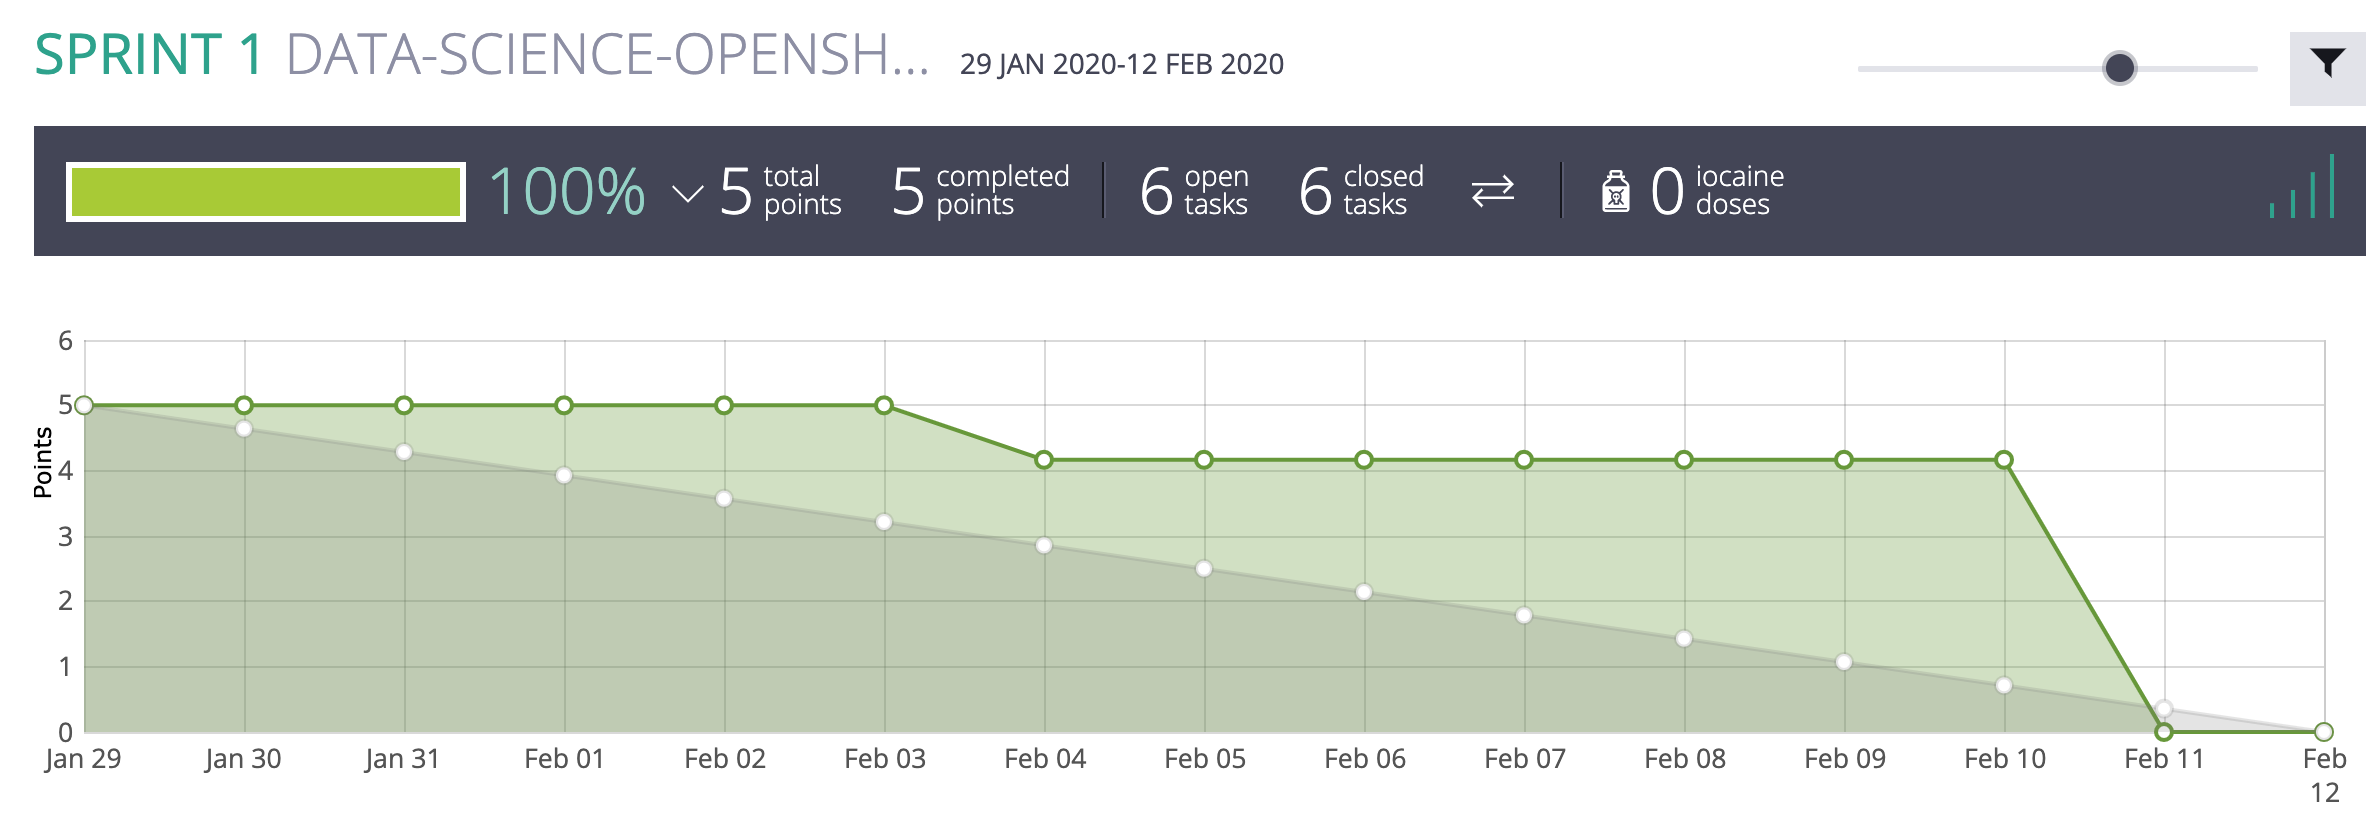 SPRINT 1 DATA-SCIENCE-OPENSH... 29 JAN 2020-12 FEB 2020
100% 5 total points 5 completed points 6 open tasks 6 closed tasks 0 iocaine doses
6
5
4
3
2
1
0
Points
Jan 29 Jan 30 Jan 31 Feb 01 Feb 02 Feb 03 Feb 04 Feb 05 Feb 06 Feb 07 Feb 08 Feb 09 Feb 10 Feb 11 Feb 12